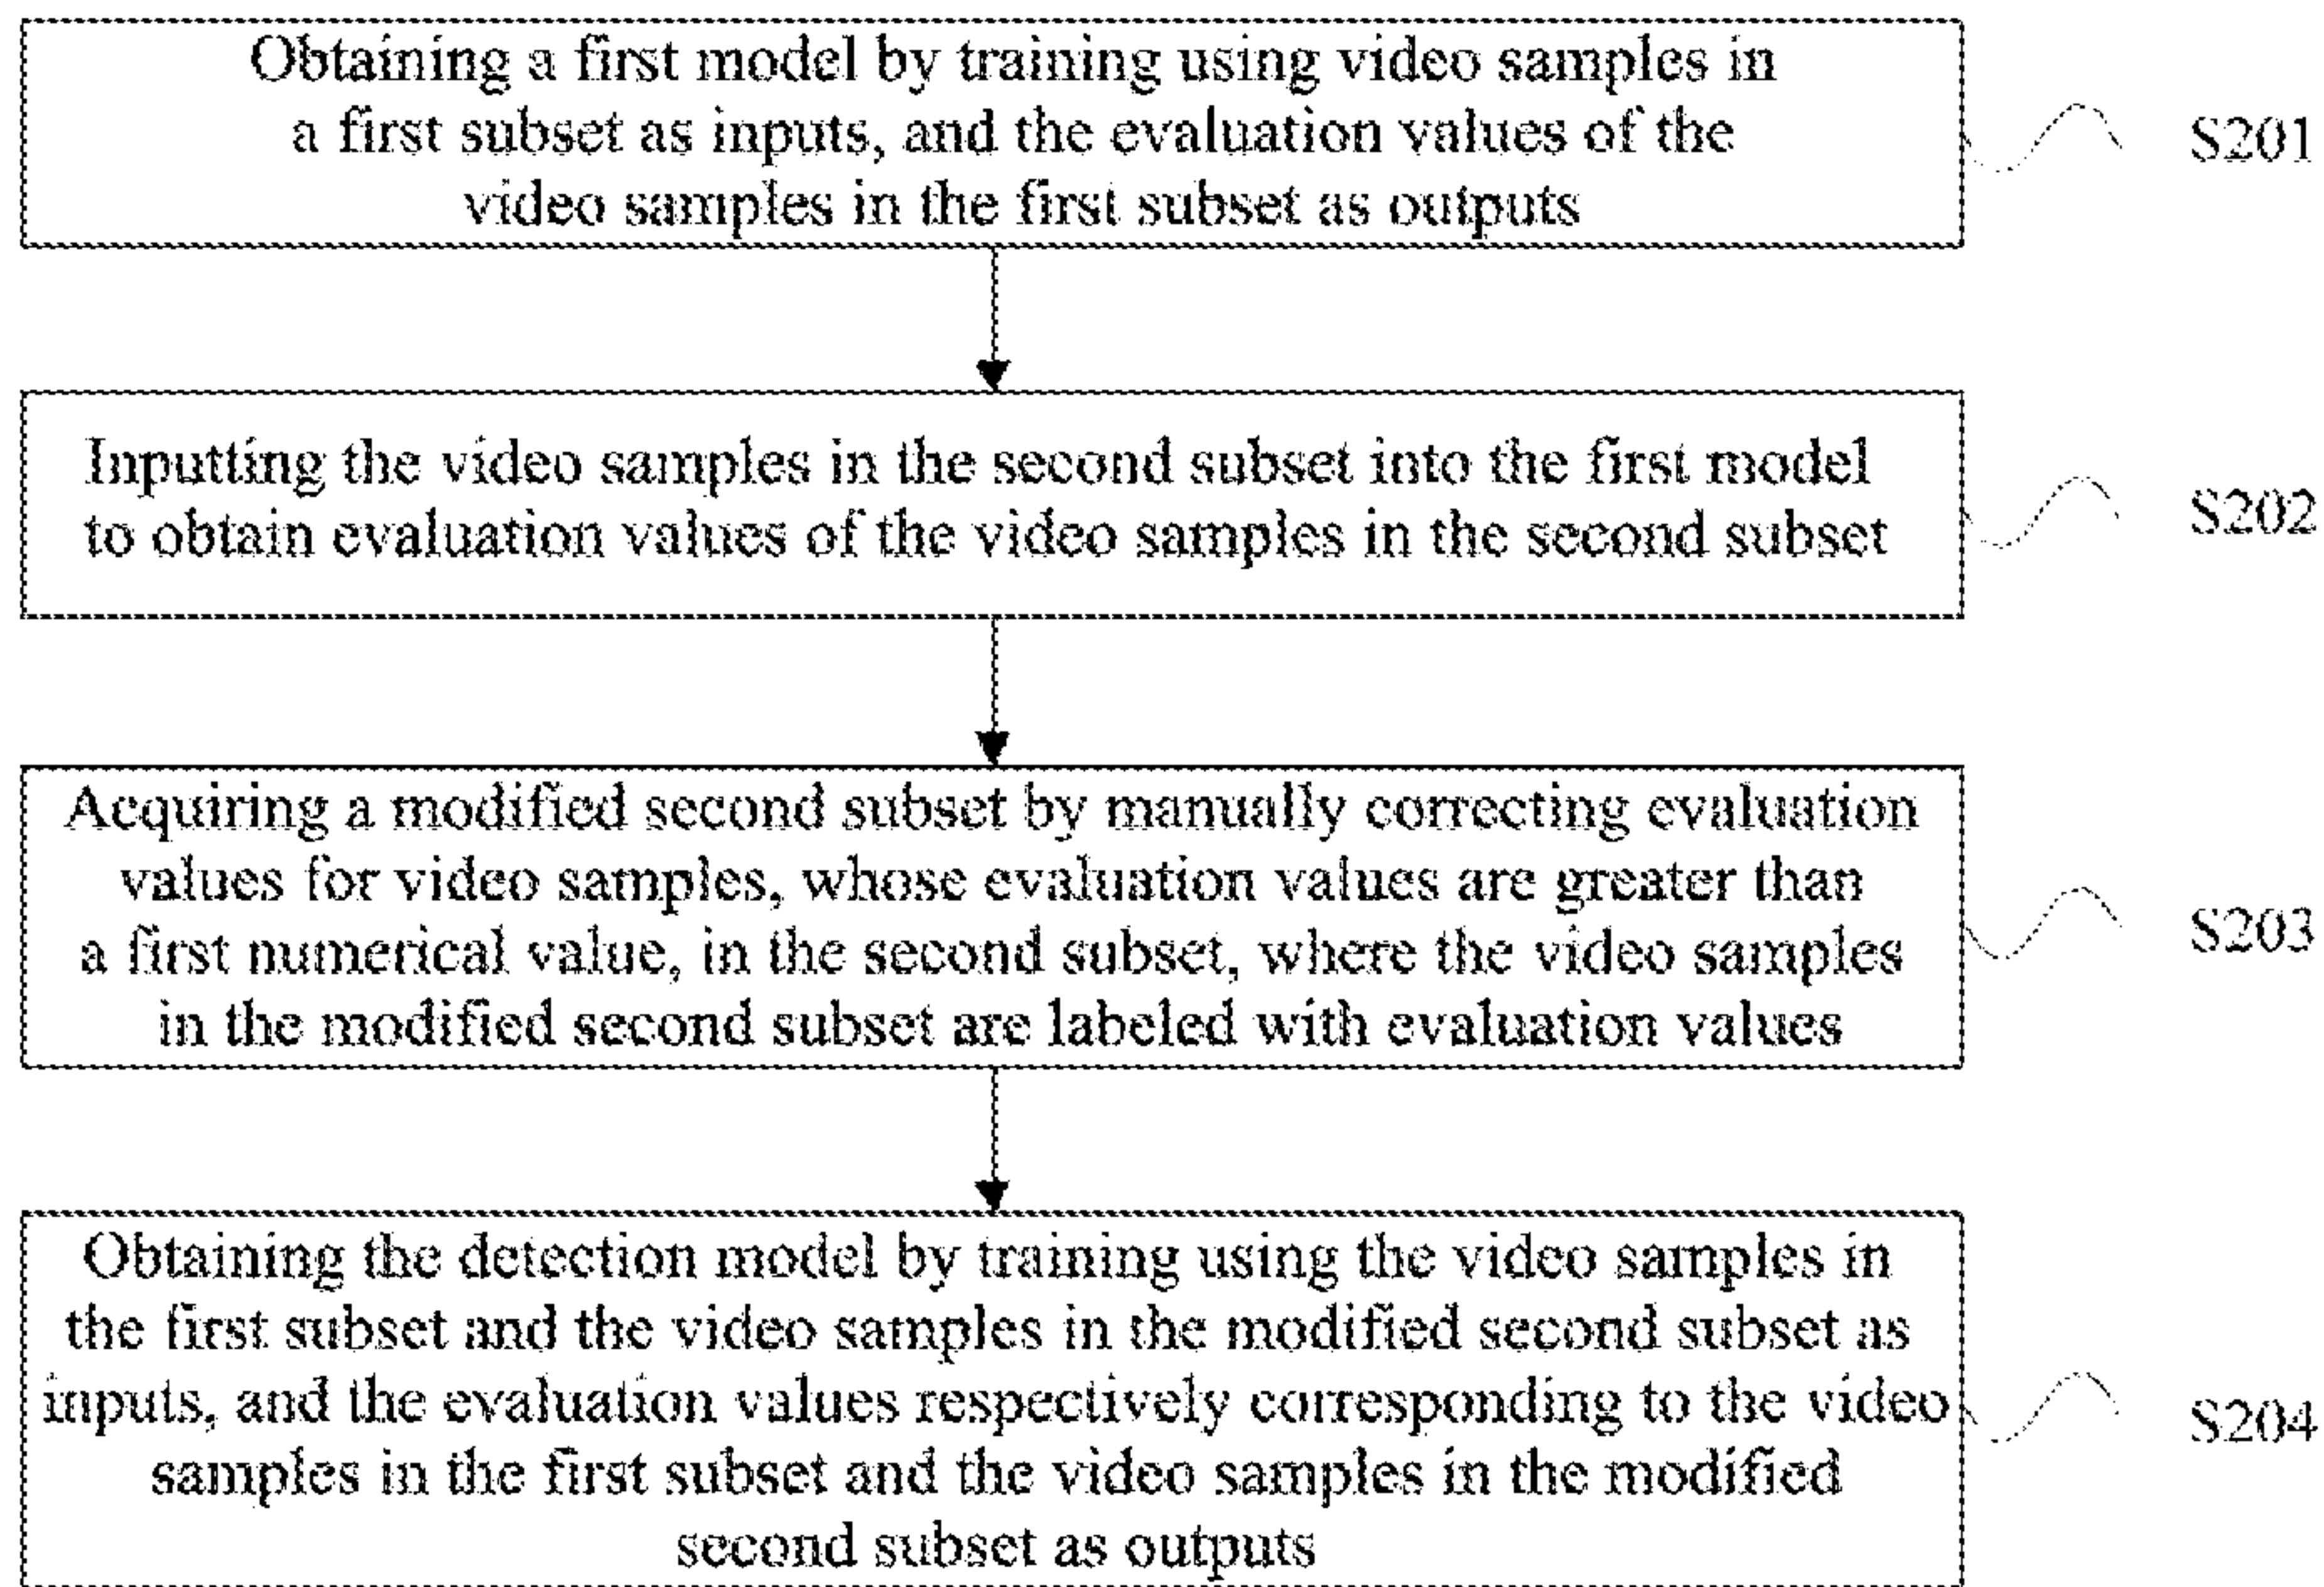 Obtaining a first model by training using video samples in
a first subset as inputs, and the evaluation values of the
video samples in the first subset as outputs
S201
Inputting the video samples in the second subset into the first model
to obtain evaluation values of the video samples in the second subset
S202
Acquiring a modified second subset by manually correcting evaluation
values for video samples, whose evaluation values are greater than
a first numerical value, in the second subset, where the video samples
in the modified second subset are labeled with evaluation values
S203
Obtaining the detection model by training using the video samples in
the first subset and the video samples in the modified second subset as
inputs, and the evaluation values respectively corresponding to the video
samples in the first subset and the video samples in the modified
second subset as outputs
S204